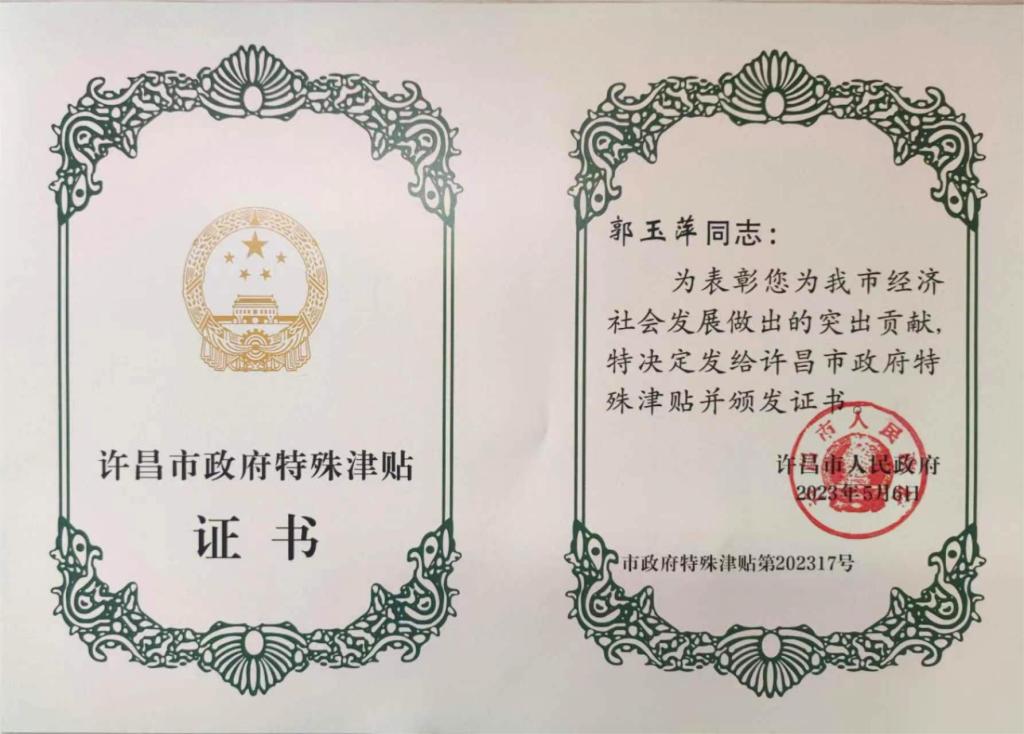 许昌市政府特殊津贴
证书
郭玉萍同志：
为表彰您为我市经济
社会发展做出的突出贡献，
特决定发给许昌市政府特
殊津贴并颁发证书。
许昌市人民政府
2023年5月6日
市政府特殊津贴第202317号